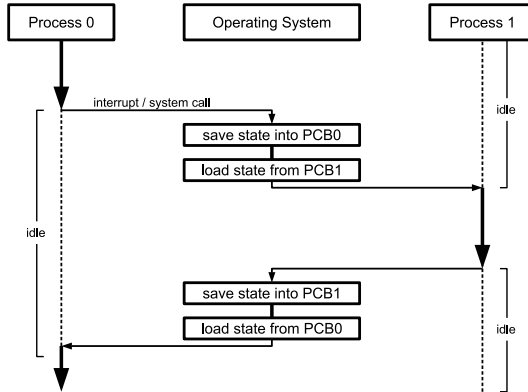 Process 0
Operating System
Process 1
interrupt / system call
idle
save state into PCB0
load state from PCB1
idle
save state into PCB1
load state from PCB0
idle